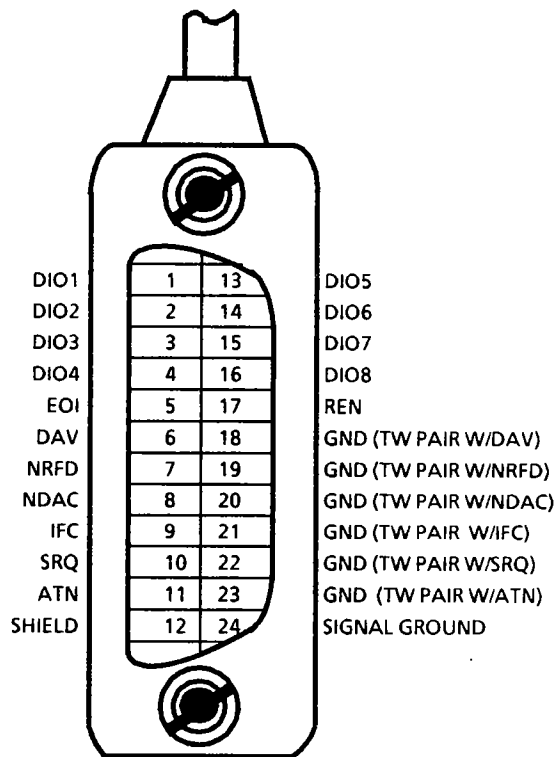 DIO1 1 13 DIO5
DIO2 2 14 DIO6
DIO3 3 15 DIO7
DIO4 4 16 DIO8
EOI 5 17 REN
DAV 6 18 GND (TW PAIR W/DAV)
NRFD 7 19 GND (TW PAIR W/NRFD)
NDAC 8 20 GND (TW PAIR W/NDAC)
IFC 9 21 GND (TW PAIR W/IFC)
SRQ 10 22 GND (TW PAIR W/SRQ)
ATN 11 23 GND (TW PAIR W/ATN)
SHIELD 12 24 SIGNAL GROUND